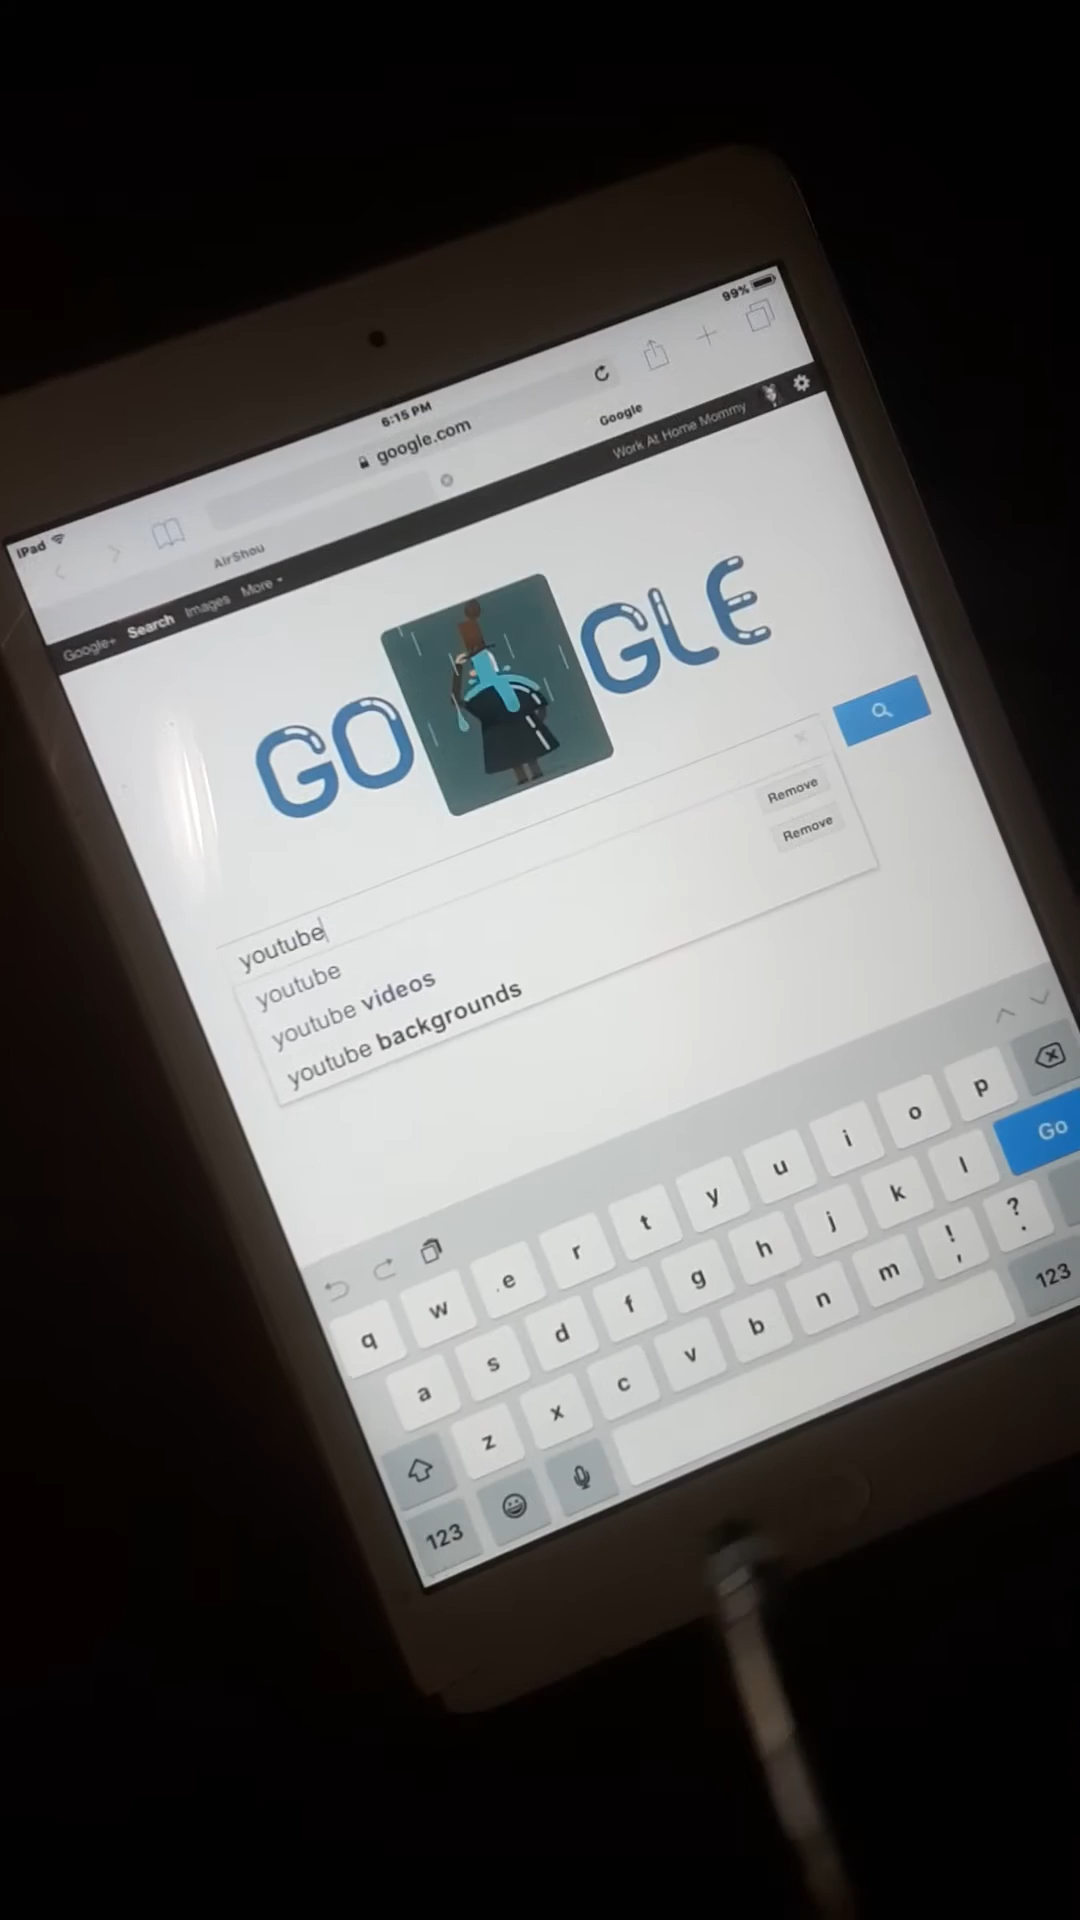 iPad 6:15 PM 99%
google.com
AirShou Google
Google+ Search Images More Work At Home Mommy
GO GLE
youtube
youtube Remove
youtube videos Remove
youtube backgrounds
q w e r t y u i o p
a s d f g h j k l Go
z x c v b n m ! , ? .
123 123